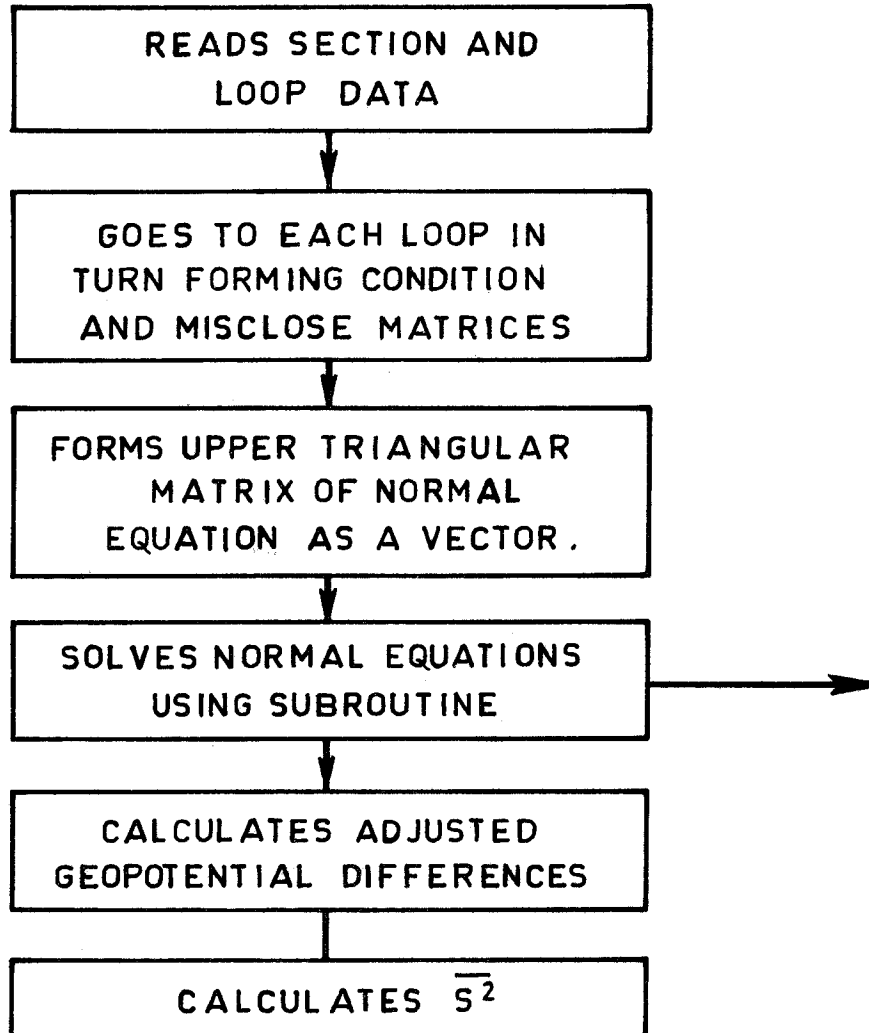 READS SECTION AND
LOOP DATA
GOES TO EACH LOOP IN
TURN FORMING CONDITION
AND MISCLOSE MATRICES
FORMS UPPER TRIANGULAR
MATRIX OF NORMAL
EQUATION AS A VECTOR.
SOLVES NORMAL EQUATIONS
USING SUBROUTINE
CALCULATES ADJUSTED
GEOPOTENTIAL DIFFERENCES
CALCULATES S̅²̅